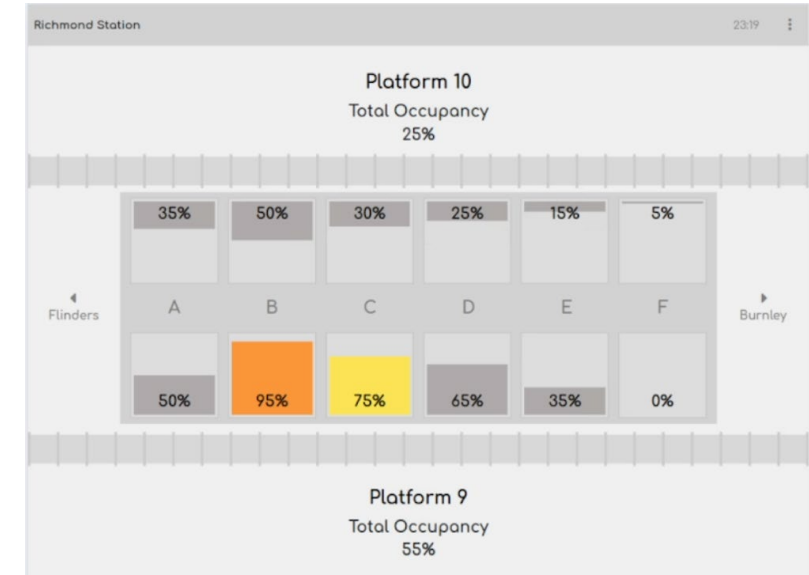 Richmond Station 23:19
Platform 10
Total Occupancy
25%
35% 50% 30% 25% 15% 5%
Flinders A B C D E F Burnley
50% 95% 75% 65% 35% 0%
Platform 9
Total Occupancy
55%